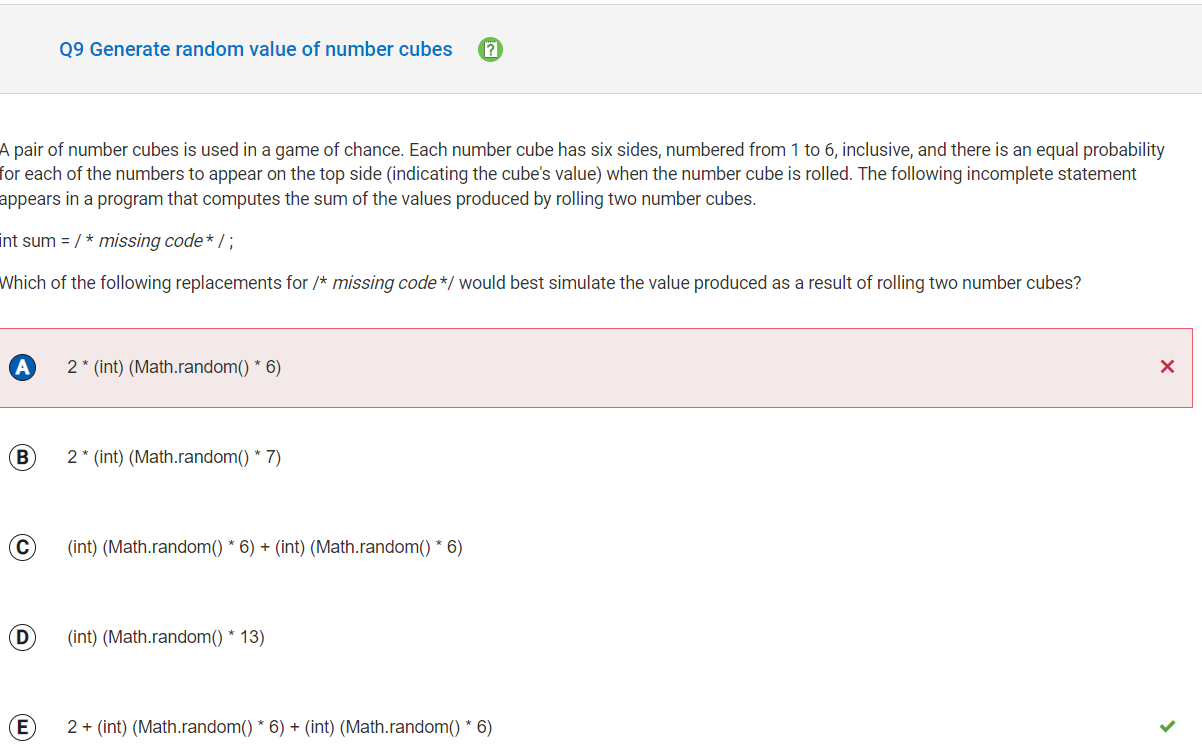 Q9 Generate random value of number cubes
A pair of number cubes is used in a game of chance. Each number cube has six sides, numbered from 1 to 6, inclusive, and there is an equal probability
for each of the numbers to appear on the top side (indicating the cube's value) when the number cube is rolled. The following incomplete statement
appears in a program that computes the sum of the values produced by rolling two number cubes.
int sum = / * missing code * / ;
Which of the following replacements for /* missing code */ would best simulate the value produced as a result of rolling two number cubes?
A 2 * (int) (Math.random() * 6)
B 2 * (int) (Math.random() * 7)
C (int) (Math.random() * 6) + (int) (Math.random() * 6)
D (int) (Math.random() * 13)
E 2 + (int) (Math.random() * 6) + (int) (Math.random() * 6)